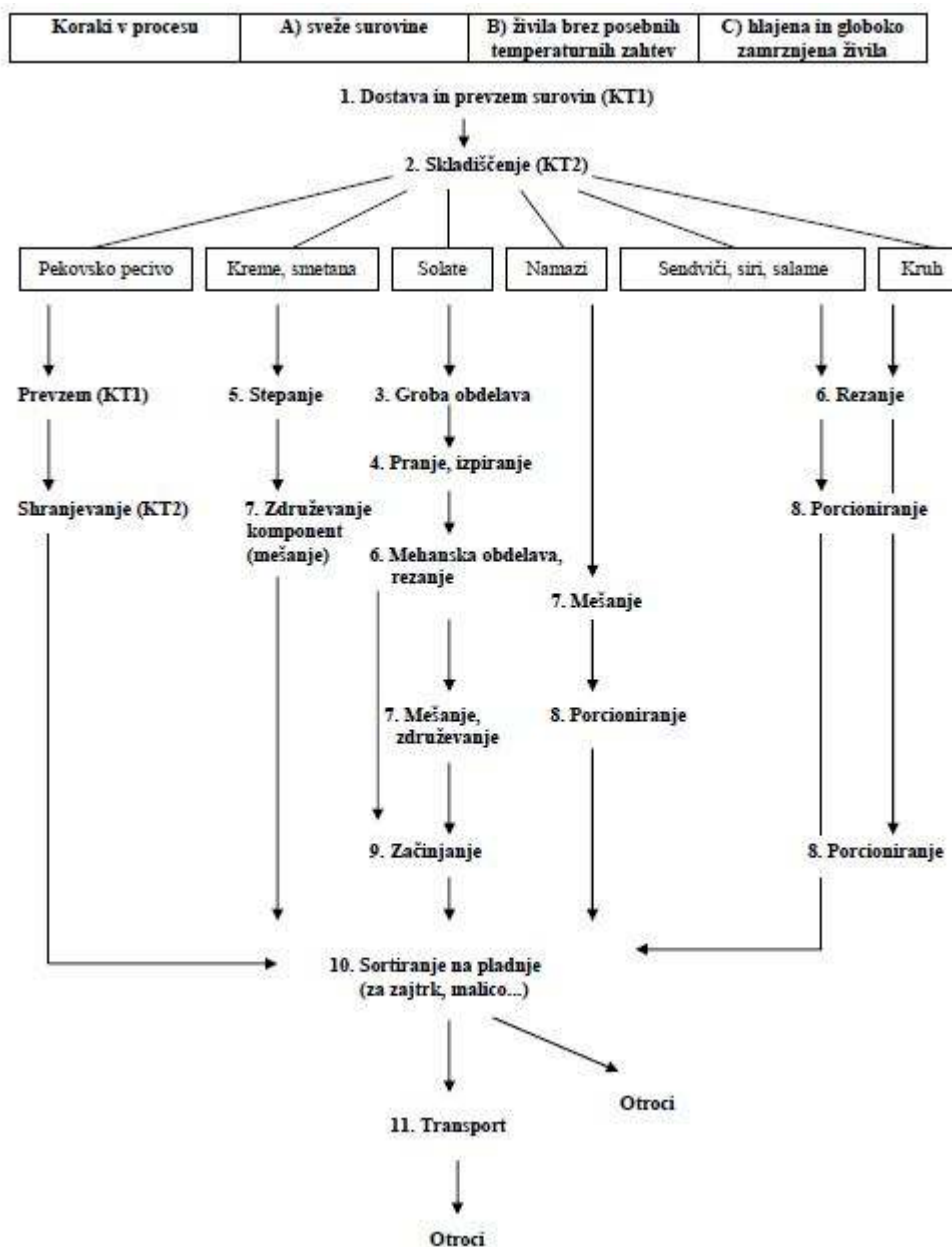 Koraki v procesu
A) sveže surovine
B) živila brez posebnih
temperaturnih zahtev
C) hlajena in globoko
zamrznjena živila
1. Dostava in prevzem surovin (KT1)
2. Skladiščenje (KT2)
Pekovsko pecivo
Kreme, smetana
Solate
Namazi
Sendviči, siri, salame
Kruh
Prevzem (KT1)
5. Stepanje
3. Groba obdelava
6. Rezanje
4. Pranje, izpiranje
Shranjevanje (KT2)
7. Združevanje
komponent
(mešanje)
8. Porcioniranje
6. Mehanska obdelava,
rezanje
7. Mešanje
7. Mešanje,
združevanje
8. Porcioniranje
9. Začinjanje
8. Porcioniranje
10. Sortiranje na pladnje
(za zajtrk, malico...)
Otroci
11. Transport
Otroci